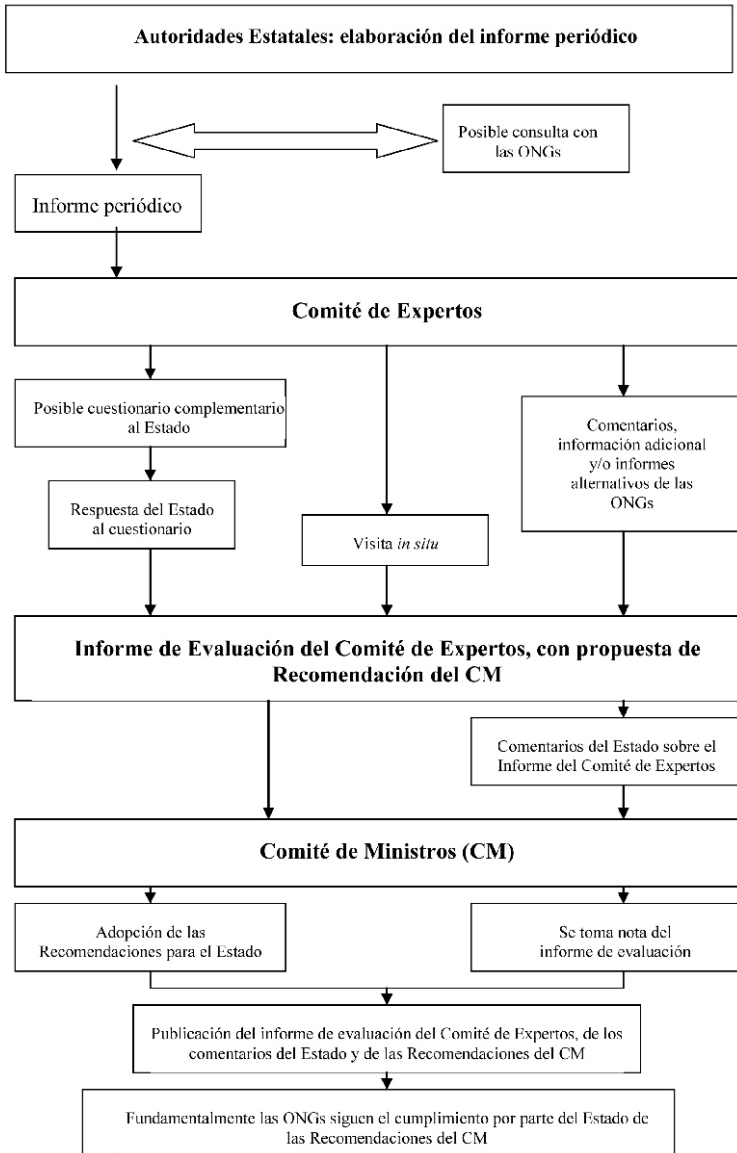 Autoridades Estatales: elaboración del informe periódico
Posible consulta con
las ONGs
Informe periódico
Comité de Expertos
Posible cuestionario complementario
al Estado
Respuesta del Estado
al cuestionario
Visita in situ
Comentarios,
información adicional
y/o informes
alternativos de las
ONGs
Informe de Evaluación del Comité de Expertos, con propuesta de
Recomendación del CM
Comentarios del Estado sobre el
Informe del Comité de Expertos
Comité de Ministros (CM)
Adopción de las
Recomendaciones para el Estado
Se toma nota del
informe de evaluación
Publicación del informe de evaluación del Comité de Expertos, de los
comentarios del Estado y de las Recomendaciones del CM
Fundamentalmente las ONGs siguen el cumplimiento por parte del Estado de
las Recomendaciones del CM